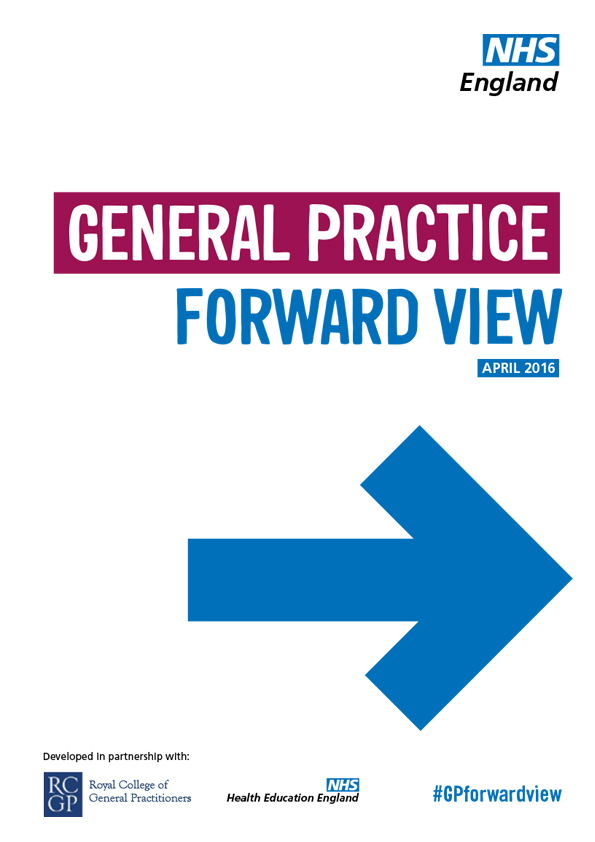 NHS
England
GENERAL PRACTICE
FORWARD VIEW
APRIL 2016
Developed in partnership with:
RC
GP
Royal College of
General Practitioners
NHS
Health Education England
#GPforwardview